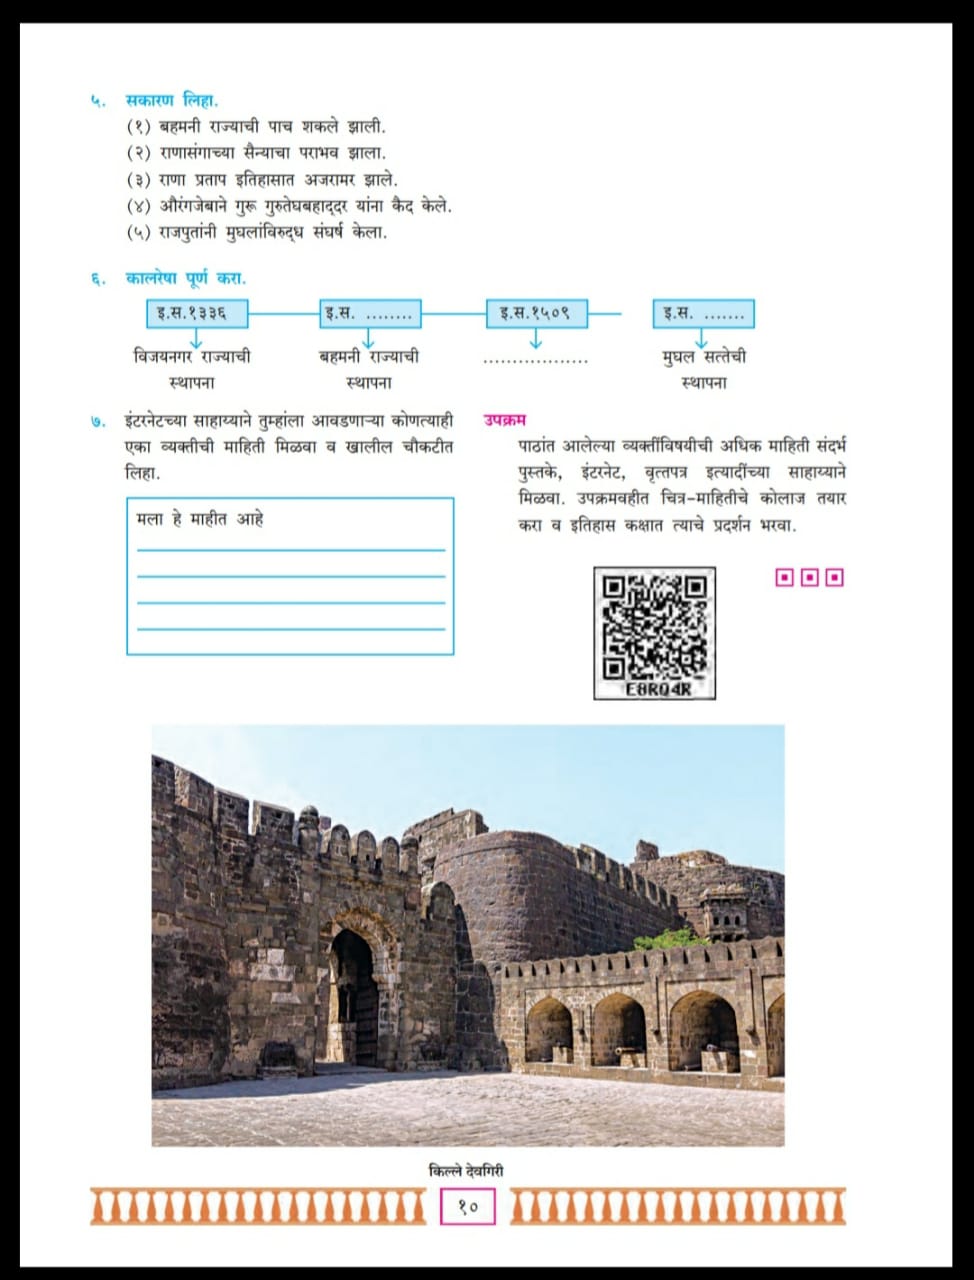 ५. सकारण लिहा.
(१) बहमनी राज्याची पाच शकले झाली.
(२) राणासंगाच्या सैन्याचा पराभव झाला.
(३) राणा प्रताप इतिहासात अजरामर झाले.
(४) औरंगजेबाने गुरू गुरुतेघबहाद्दर यांना कैद केले.
(५) राजपुतांनी मुघलांविरुद्ध संघर्ष केला.
६. कालरेषा पूर्ण करा.
इ.स.१३३६ इ.स. ........ इ.स.१५०९ इ.स. .......
विजयनगर राज्याची बहमनी राज्याची .................. मुघल सत्तेची
स्थापना स्थापना स्थापना
७. इंटरनेटच्या साहाय्याने तुम्हांला आवडणाऱ्या कोणत्याही
एका व्यक्तीची माहिती मिळवा व खालील चौकटीत
लिहा.
मला हे माहीत आहे
उपक्रम
पाठांत आलेल्या व्यक्तींविषयीची अधिक माहिती संदर्भ
पुस्तके, इंटरनेट, वृत्तपत्र इत्यादींच्या साहाय्याने
मिळवा. उपक्रमवहीत चित्र-माहितीचे कोलाज तयार
करा व इतिहास कक्षात त्याचे प्रदर्शन भरवा.
E8RQ4R
किल्ले देवगिरी
१०